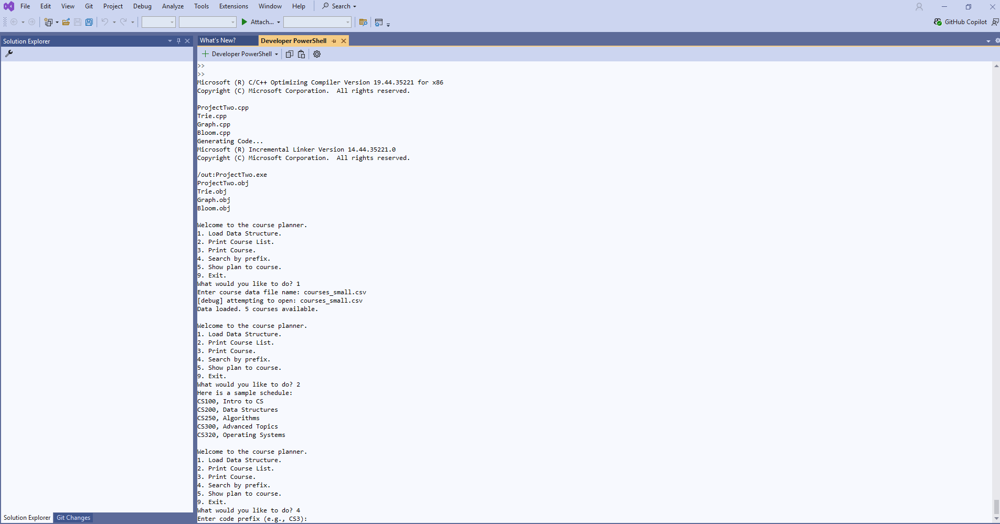 File Edit View Git Project Debug Analyze Tools Extensions Window Help Search
Attach...
GitHub Copilot
Solution Explorer
What's New? Developer PowerShell
Developer PowerShell
>>
>>
Microsoft (R) C/C++ Optimizing Compiler Version 19.44.35221 for x86
Copyright (C) Microsoft Corporation.  All rights reserved.
ProjectTwo.cpp
Trie.cpp
Graph.cpp
Bloom.cpp
Generating Code...
Microsoft (R) Incremental Linker Version 14.44.35221.0
Copyright (C) Microsoft Corporation.  All rights reserved.
/out:ProjectTwo.exe
ProjectTwo.obj
Trie.obj
Graph.obj
Bloom.obj
Welcome to the course planner.
1. Load Data Structure.
2. Print Course List.
3. Print Course.
4. Search by prefix.
5. Show plan to course.
9. Exit.
What would you like to do? 1
Enter course data file name: courses_small.csv
[debug] attempting to open: courses_small.csv
Data loaded. 5 courses available.
Welcome to the course planner.
1. Load Data Structure.
2. Print Course List.
3. Print Course.
4. Search by prefix.
5. Show plan to course.
9. Exit.
What would you like to do? 2
Here is a sample schedule:
CS100, Intro to CS
CS200, Data Structures
CS250, Algorithms
CS300, Advanced Topics
CS320, Operating Systems
Welcome to the course planner.
1. Load Data Structure.
2. Print Course List.
3. Print Course.
4. Search by prefix.
5. Show plan to course.
9. Exit.
What would you like to do? 4
Enter code prefix (e.g., CS3):
Solution Explorer Git Changes